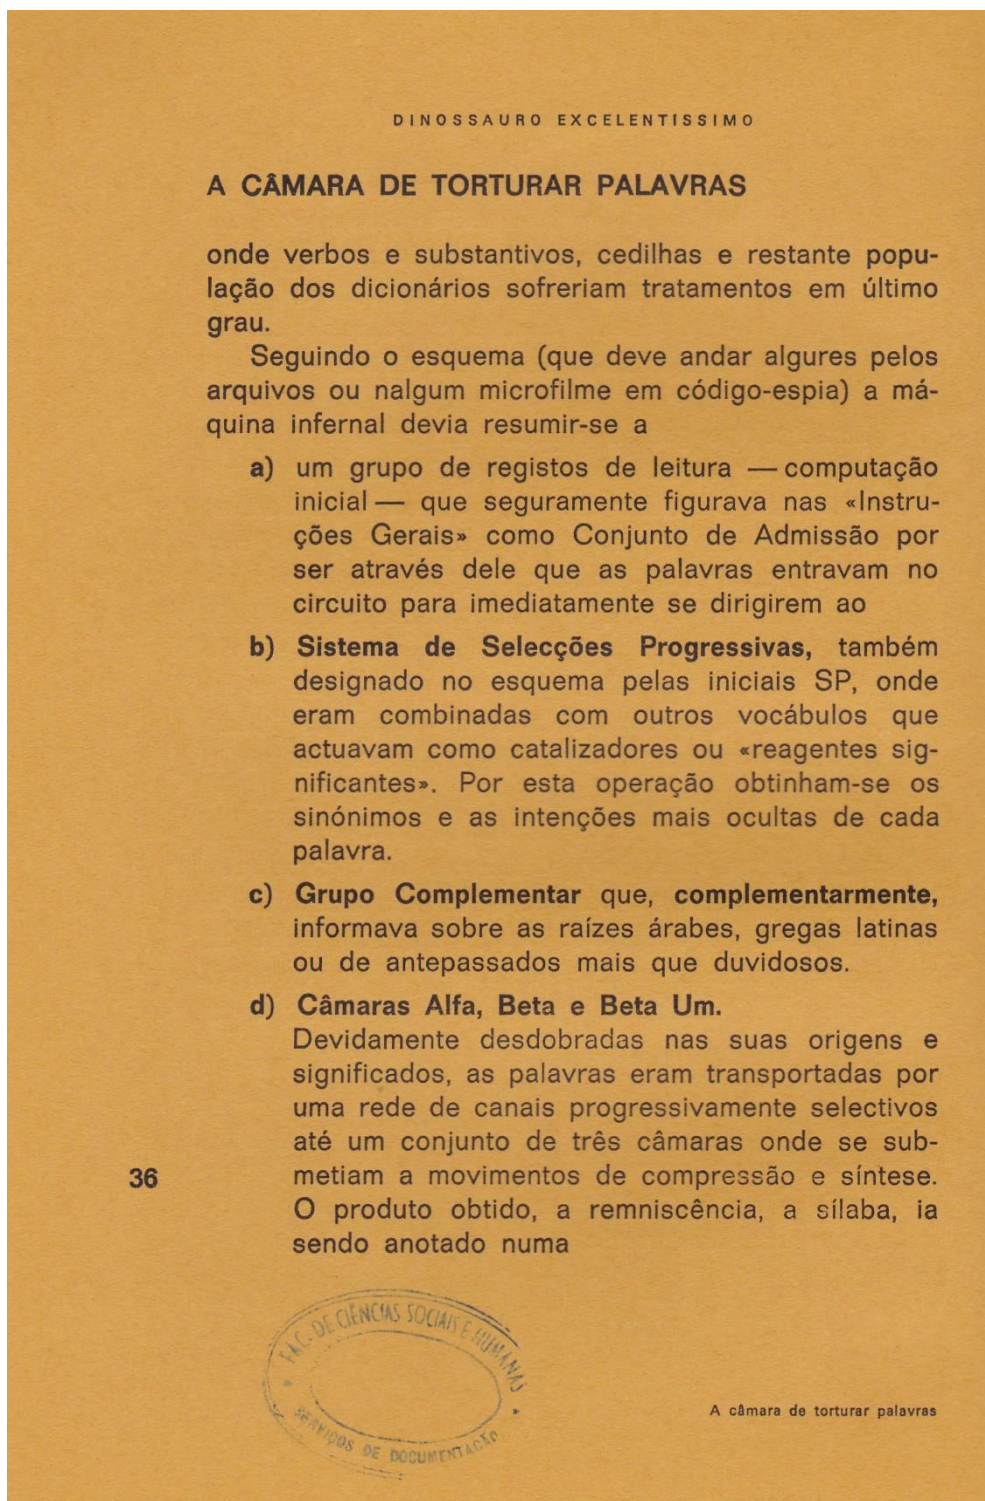 DINOSSAURO EXCELENTISSIMO
A CÂMARA DE TORTURAR PALAVRAS
onde verbos e substantivos, cedilhas e restante popu-
lação dos dicionários sofreriam tratamentos em último
grau.
Seguindo o esquema (que deve andar algures pelos
arquivos ou nalgum microfilme em código-espia) a má-
quina infernal devia resumir-se a
a) um grupo de registos de leitura — computação
inicial — que seguramente figurava nas «Instru-
ções Gerais» como Conjunto de Admissão por
ser através dele que as palavras entravam no
circuito para imediatamente se dirigirem ao
b) Sistema de Selecções Progressivas, também
designado no esquema pelas iniciais SP, onde
eram combinadas com outros vocábulos que
actuavam como catalizadores ou «reagentes sig-
nificantes». Por esta operação obtinham-se os
sinónimos e as intenções mais ocultas de cada
palavra.
c) Grupo Complementar que, complementarmente,
informava sobre as raízes árabes, gregas latinas
ou de antepassados mais que duvidosos.
d) Câmaras Alfa, Beta e Beta Um.
Devidamente desdobradas nas suas origens e
significados, as palavras eram transportadas por
uma rede de canais progressivamente selectivos
até um conjunto de três câmaras onde se sub-
metiam a movimentos de compressão e síntese.
O produto obtido, a remniscência, a sílaba, ia
sendo anotado numa
36
FAC. DE CIÊNCIAS SOCIAIS E HUMANAS
SERVIÇOS DE DOCUMENTAÇÃO
A câmara de torturar palavras